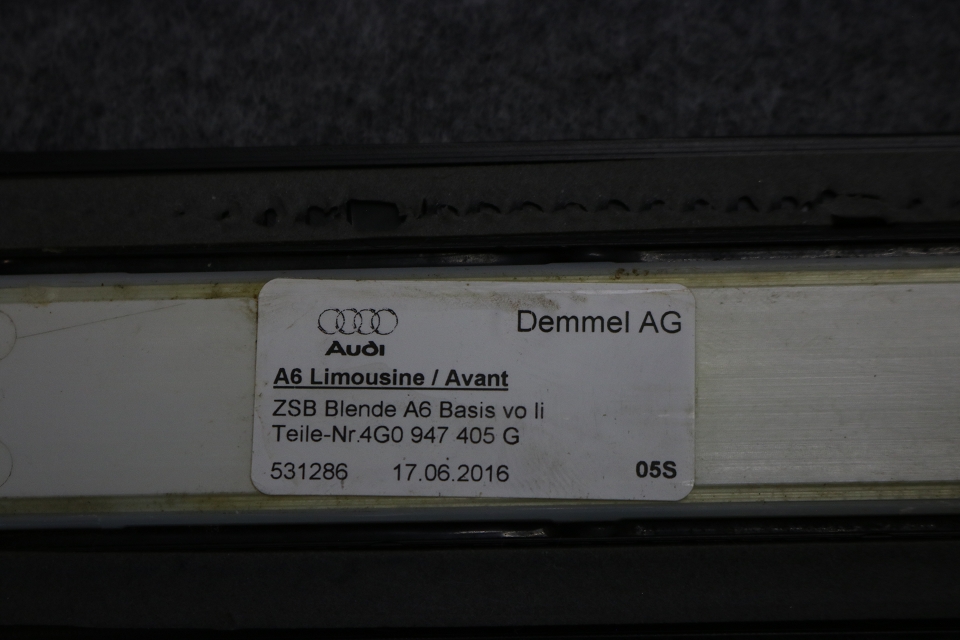 Audi
Demmel AG
A6 Limousine / Avant
ZSB Blende A6 Basis vo li
Teile-Nr.4G0 947 405 G
531286 17.06.2016 05S